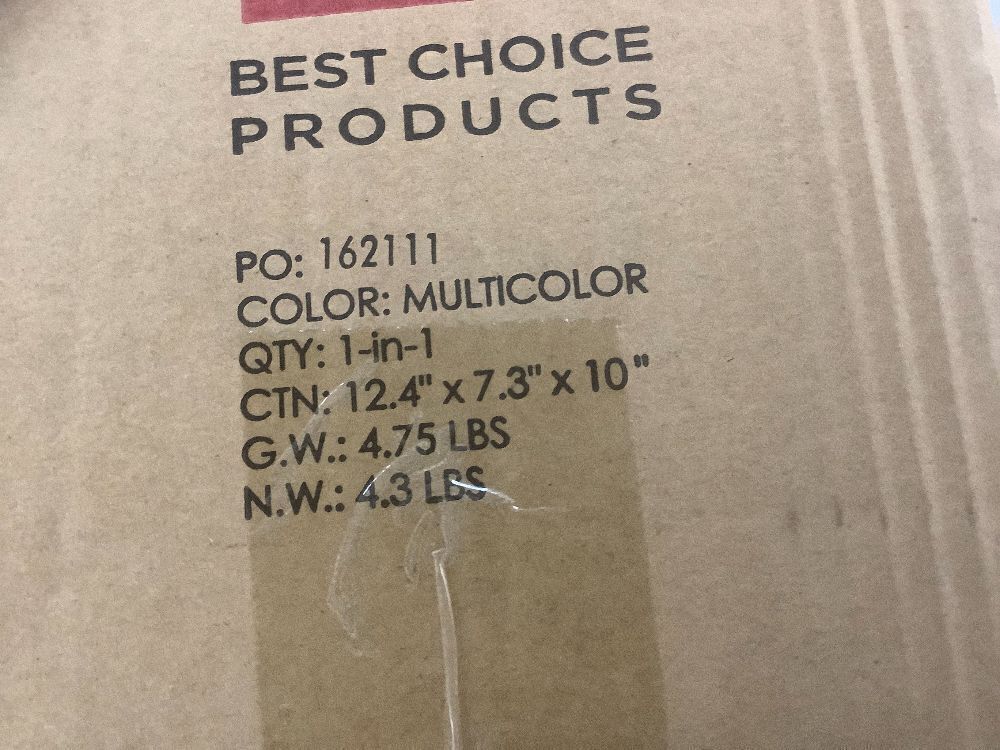 BEST CHOICE
PRODUCTS
PO: 162111
COLOR: MULTICOLOR
QTY: 1-in-1
CTN: 12.4" x 7.3" x 10"
G.W.: 4.75 LBS
N.W.: 4.3 LBS